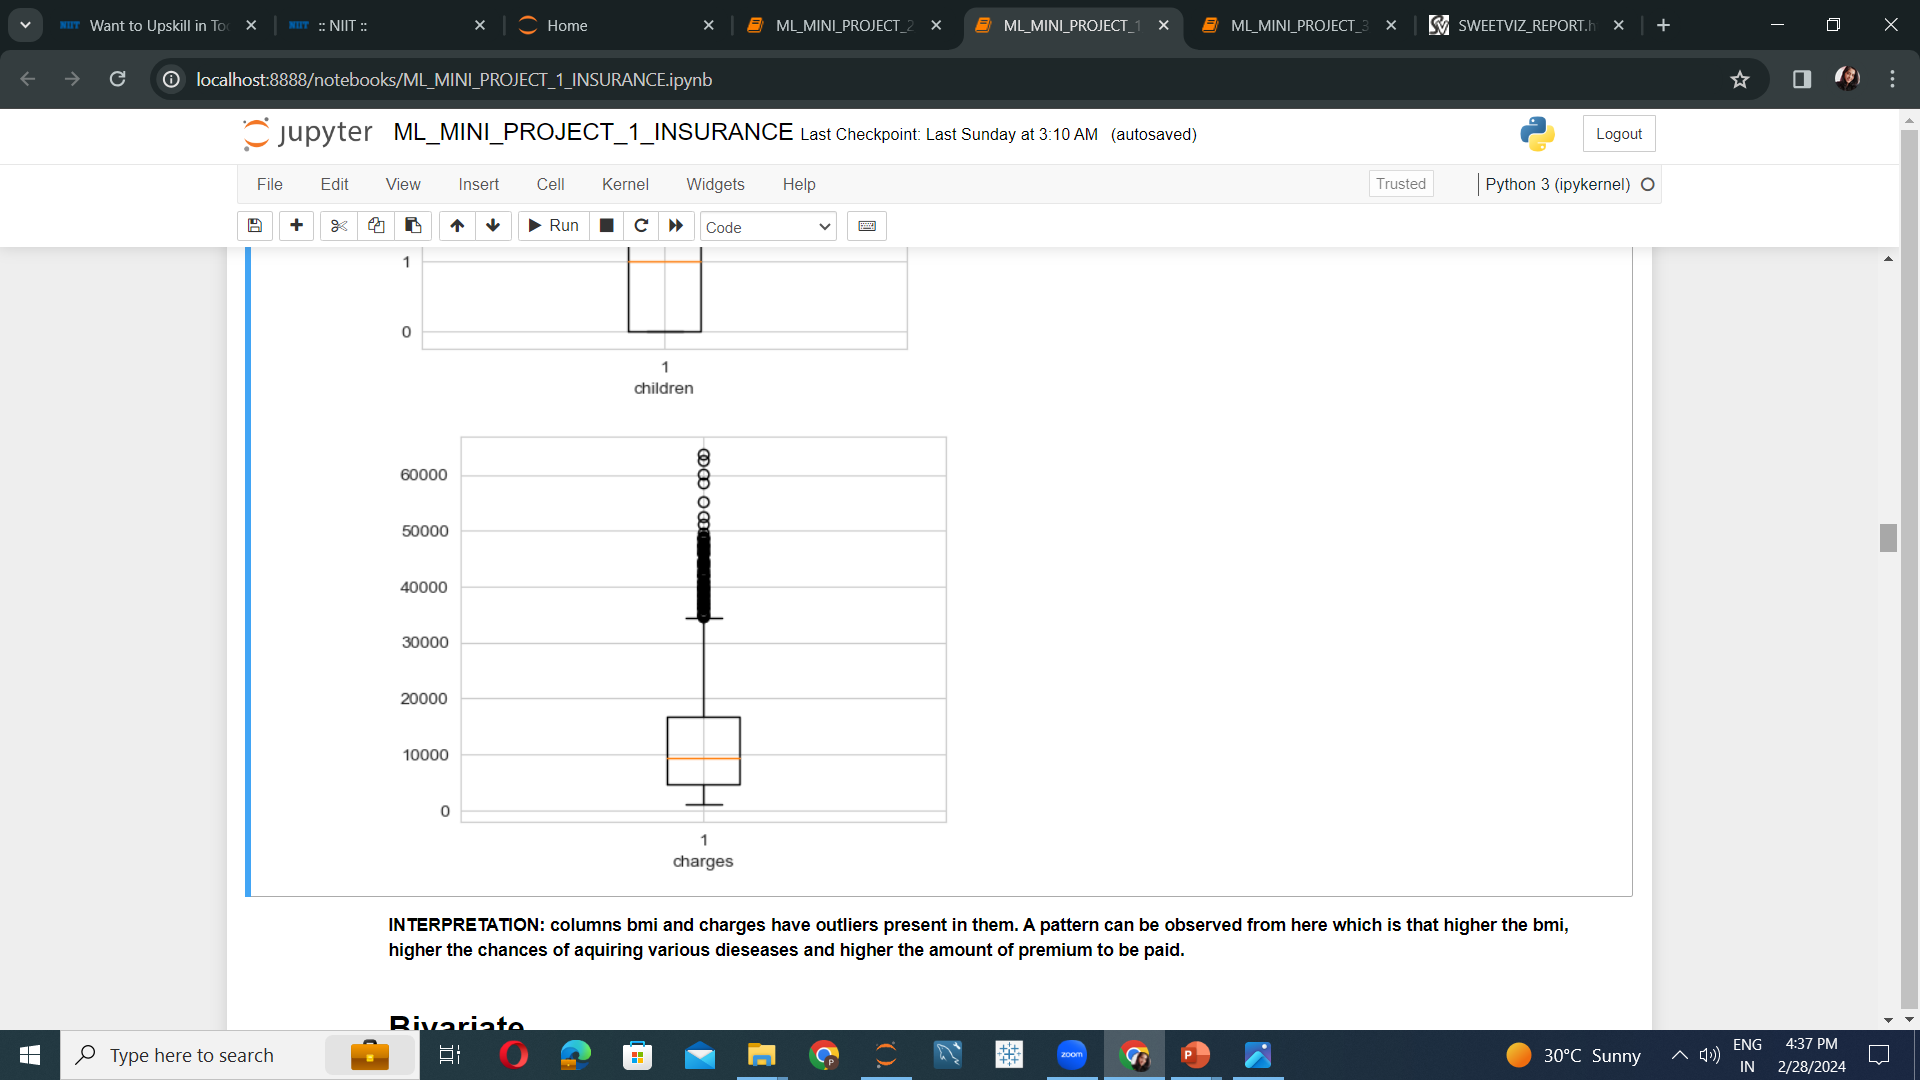 Want to Upskill in To
:: NIIT ::
Home
ML_MINI_PROJECT_2
ML_MINI_PROJECT_1
ML_MINI_PROJECT_3
SWEETVIZ_REPORT.h
localhost:8888/notebooks/ML_MINI_PROJECT_1_INSURANCE.ipynb
jupyter ML_MINI_PROJECT_1_INSURANCE Last Checkpoint: Last Sunday at 3:10 AM (autosaved)
Logout
File Edit View Insert Cell Kernel Widgets Help
Trusted
Python 3 (ipykernel)
Run
Code
1
0
1
children
60000
50000
40000
30000
20000
10000
0
1
charges
INTERPRETATION: columns bmi and charges have outliers present in them. A pattern can be observed from here which is that higher the bmi,
higher the chances of aquiring various dieseases and higher the amount of premium to be paid.
Bivariate
Type here to search
zoom
30°C Sunny
ENG
IN
4:37 PM
2/28/2024